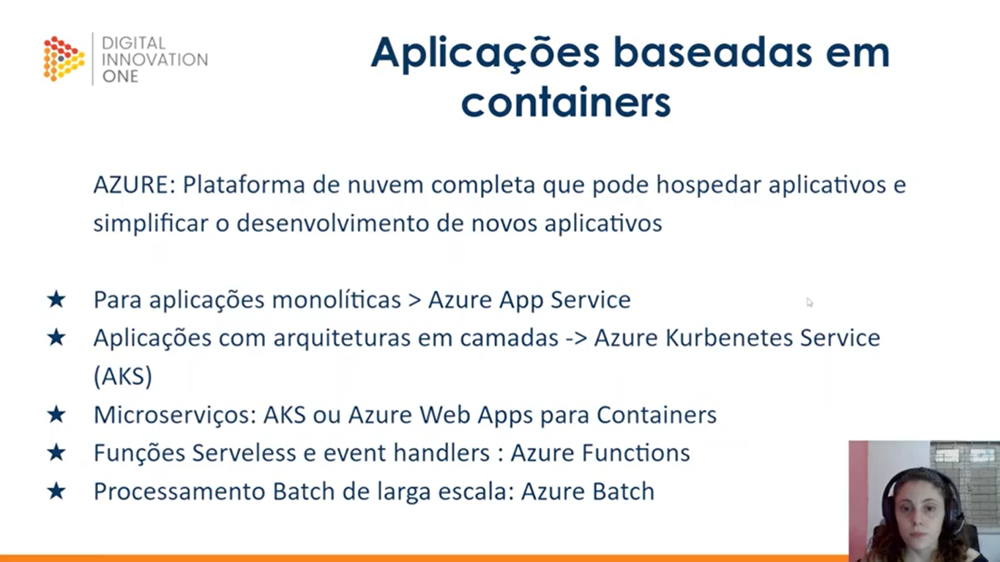 DIGITAL
INNOVATION
ONE
Aplicações baseadas em
containers
AZURE: Plataforma de nuvem completa que pode hospedar aplicativos e
simplificar o desenvolvimento de novos aplicativos
★ Para aplicações monolíticas > Azure App Service
★ Aplicações com arquiteturas em camadas -> Azure Kurbenetes Service
(AKS)
★ Microserviços: AKS ou Azure Web Apps para Containers
★ Funções Serveless e event handlers : Azure Functions
★ Processamento Batch de larga escala: Azure Batch